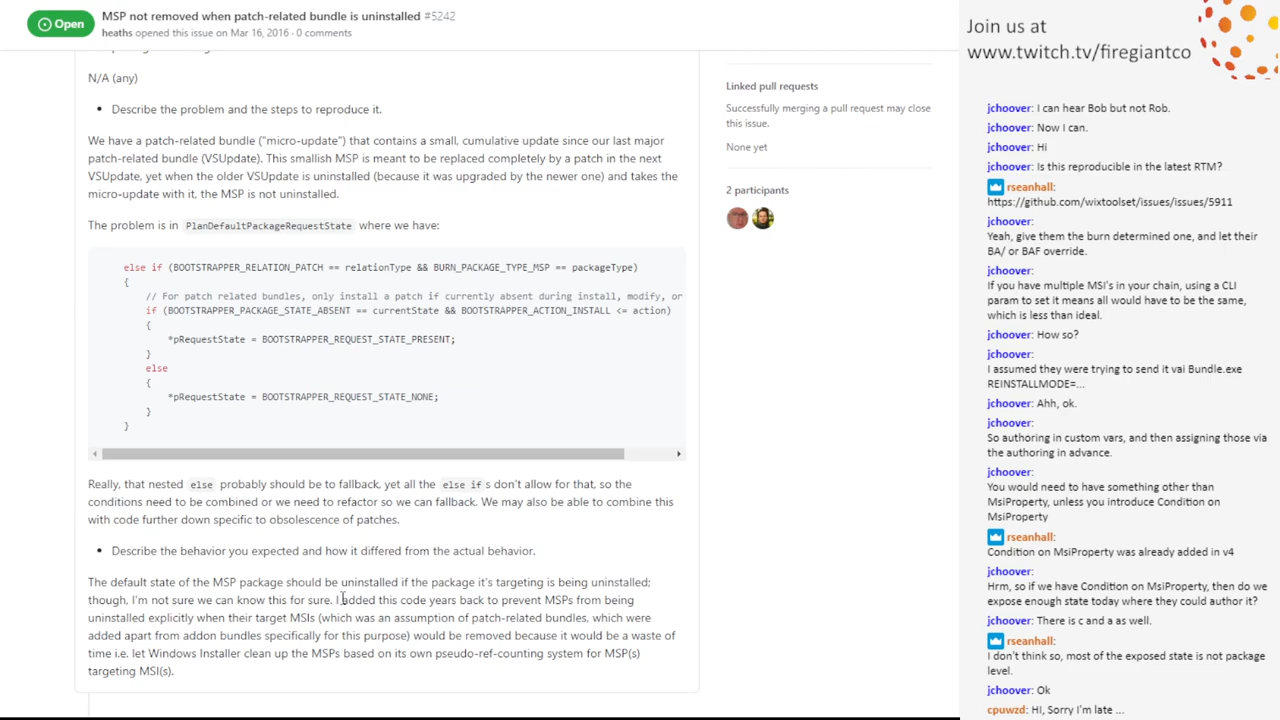 Open
MSP not removed when patch-related bundle is uninstalled #5242
heaths opened this issue on Mar 16, 2016 · 0 comments
N/A (any)
• Describe the problem and the steps to reproduce it.
We have a patch-related bundle ("micro-update") that contains a small, cumulative update since our last major
patch-related bundle (VSUpdate). This smallish MSP is meant to be replaced completely by a patch in the next
VSUpdate, yet when the older VSUpdate is uninstalled (because it was upgraded by the newer one) and takes the
micro-update with it, the MSP is not uninstalled.
The problem is in PlanDefaultPackageRequestState where we have:
else if (BOOTSTRAPPER_RELATION_PATCH == relationType && BURN_PACKAGE_TYPE_MSP == packageType)
{
// For patch related bundles, only install a patch if currently absent during install, modify, or
if (BOOTSTRAPPER_PACKAGE_STATE_ABSENT == currentState && BOOTSTRAPPER_ACTION_INSTALL <= action)
{
*pRequestState = BOOTSTRAPPER_REQUEST_STATE_PRESENT;
}
else
{
*pRequestState = BOOTSTRAPPER_REQUEST_STATE_NONE;
}
}
Really, that nested else probably should be to fallback, yet all the else if s don't allow for that, so the
conditions need to be combined or we need to refactor so we can fallback. We may also be able to combine this
with code further down specific to obsolescence of patches.
• Describe the behavior you expected and how it differed from the actual behavior.
The default state of the MSP package should be uninstalled if the package it's targeting is being uninstalled;
though, I'm not sure we can know this for sure. I added this code years back to prevent MSPs from being
uninstalled explicitly when their target MSIs (which was an assumption of patch-related bundles, which were
added apart from addon bundles specifically for this purpose) would be removed because it would be a waste of
time i.e. let Windows Installer clean up the MSPs based on its own pseudo-ref-counting system for MSP(s)
targeting MSI(s).
Linked pull requests
Successfully merging a pull request may close
this issue.
None yet
2 participants
Join us at
www.twitch.tv/firegiantco
jchoover: I can hear Bob but not Rob.
jchoover: Now I can.
jchoover: Hi
jchoover: Is this reproducible in the latest RTM?
rseanhall:
https://github.com/wixtoolset/issues/issues/5911
jchoover:
Yeah, give them the burn determined one, and let their
BA/ or BAF override.
jchoover:
If you have multiple MSI's in your chain, using a CLI
param to set it means all would have to be the same,
which is less than ideal.
jchoover: How so?
jchoover:
I assumed they were trying to send it vai Bundle.exe
REINSTALLMODE=...
jchoover: Ahh, ok.
jchoover:
So authoring in custom vars, and then assigning those via
the authoring in advance.
jchoover:
You would need to have something other than
MsiProperty, unless you introduce Condition on
MsiProperty
rseanhall:
Condition on MsiProperty was already added in v4
jchoover:
Hrm, so if we have Condition on MsiProperty, then do we
expose enough state today where they could author it?
jchoover: There is c and a as well.
rseanhall:
I don't think so, most of the exposed state is not package
level.
jchoover: Ok
cpuwzd: HI, Sorry I'm late ...